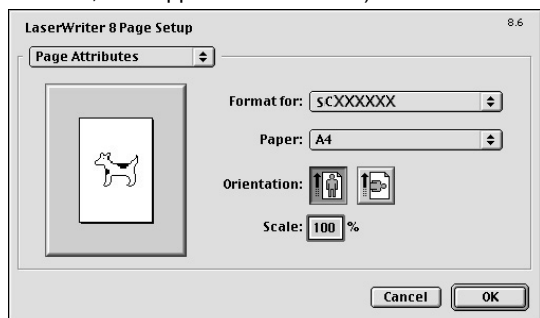 LaserWriter 8 Page Setup
8.6
Page Attributes
Format for: SCXXXXXX
Paper: A4
Orientation:
Scale: 100 %
Cancel
OK